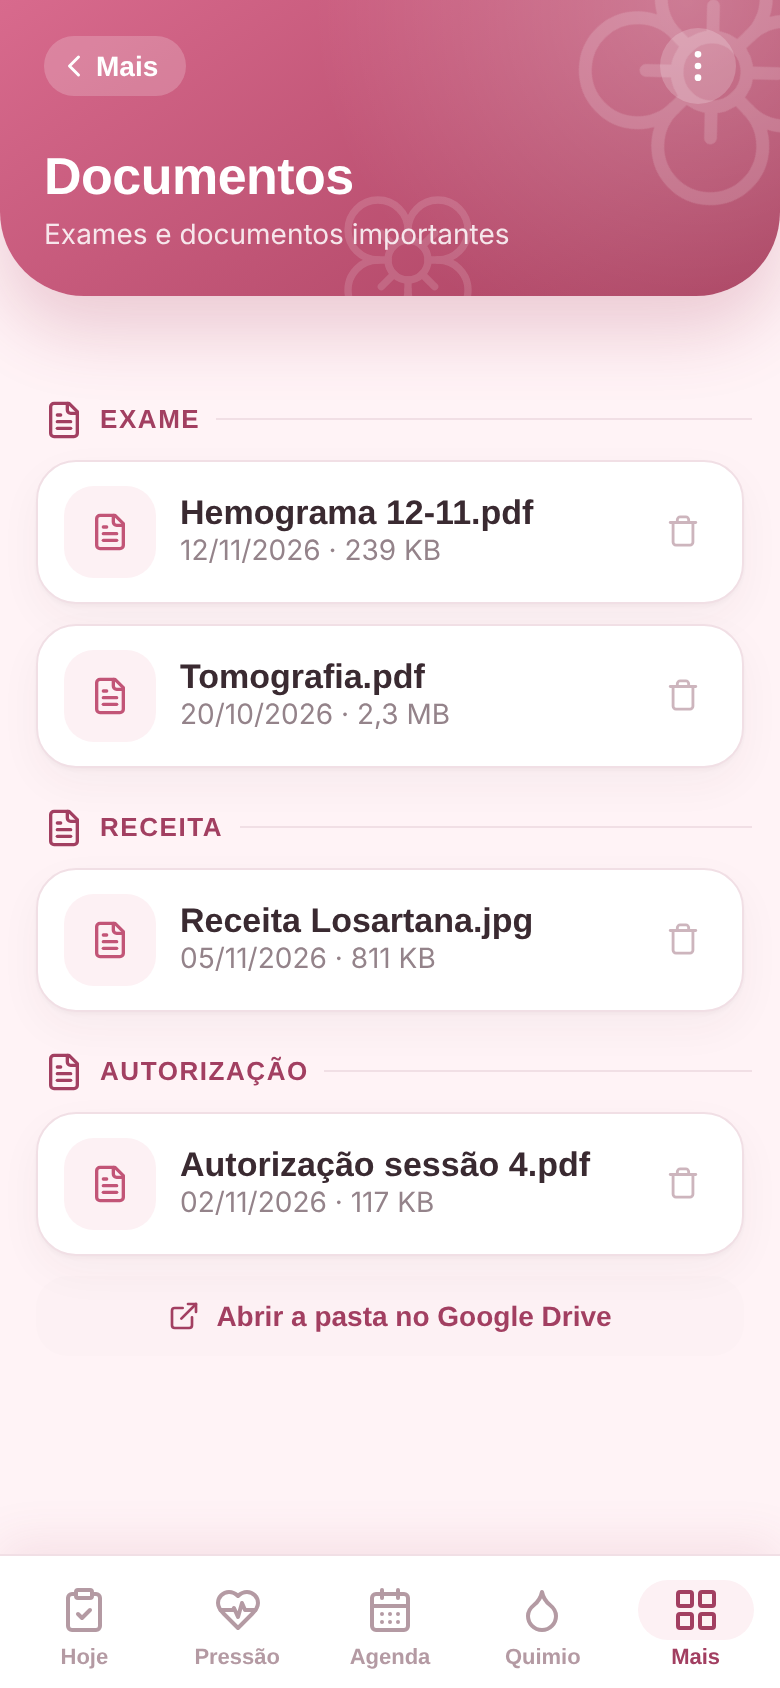 Mais
Documentos
Exames e documentos importantes
EXAME
Hemograma 12-11.pdf
12/11/2026 · 239 KB
Tomografia.pdf
20/10/2026 · 2,3 MB
RECEITA
Receita Losartana.jpg
05/11/2026 · 811 KB
AUTORIZAÇÃO
Autorização sessão 4.pdf
02/11/2026 · 117 KB
Abrir a pasta no Google Drive
Hoje
Pressão
Agenda
Quimio
Mais